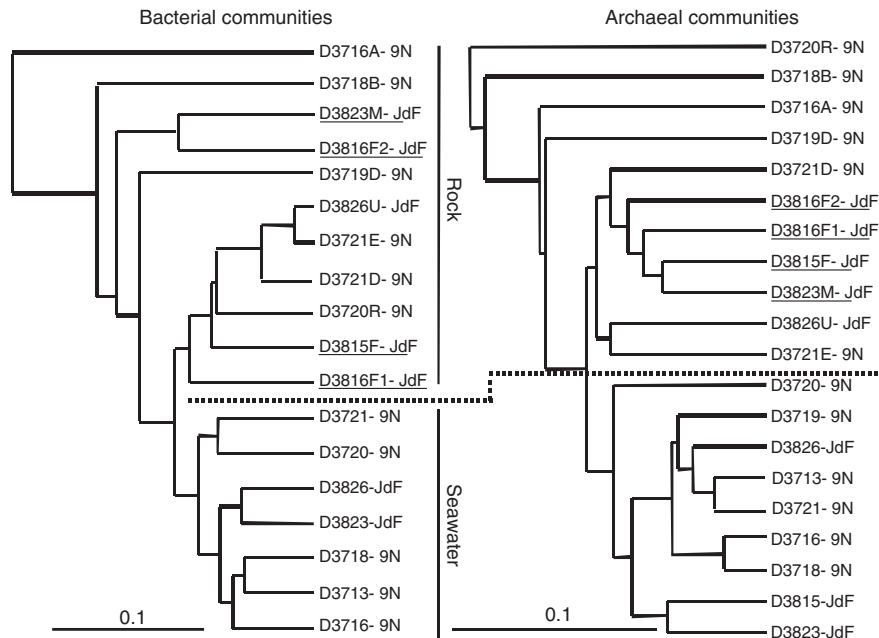 Bacterial communities
D3716A- 9N
D3718B- 9N
D3823M- JdF
D3816F2- JdF
D3719D- 9N
D3826U- JdF
D3721E- 9N
D3721D- 9N
D3720R- 9N
D3815F- JdF
D3816F1- JdF
D3721- 9N
D3720- 9N
D3826-JdF
D3823-JdF
D3718- 9N
D3713- 9N
D3716- 9N
0.1
Rock
Seawater
Archaeal communities
D3720R- 9N
D3718B- 9N
D3716A- 9N
D3719D- 9N
D3721D- 9N
D3816F2- JdF
D3816F1- JdF
D3815F- JdF
D3823M- JdF
D3826U- JdF
D3721E- 9N
D3720- 9N
D3719- 9N
D3826-JdF
D3713- 9N
D3721- 9N
D3716- 9N
D3718- 9N
D3815-JdF
D3823-JdF
0.1